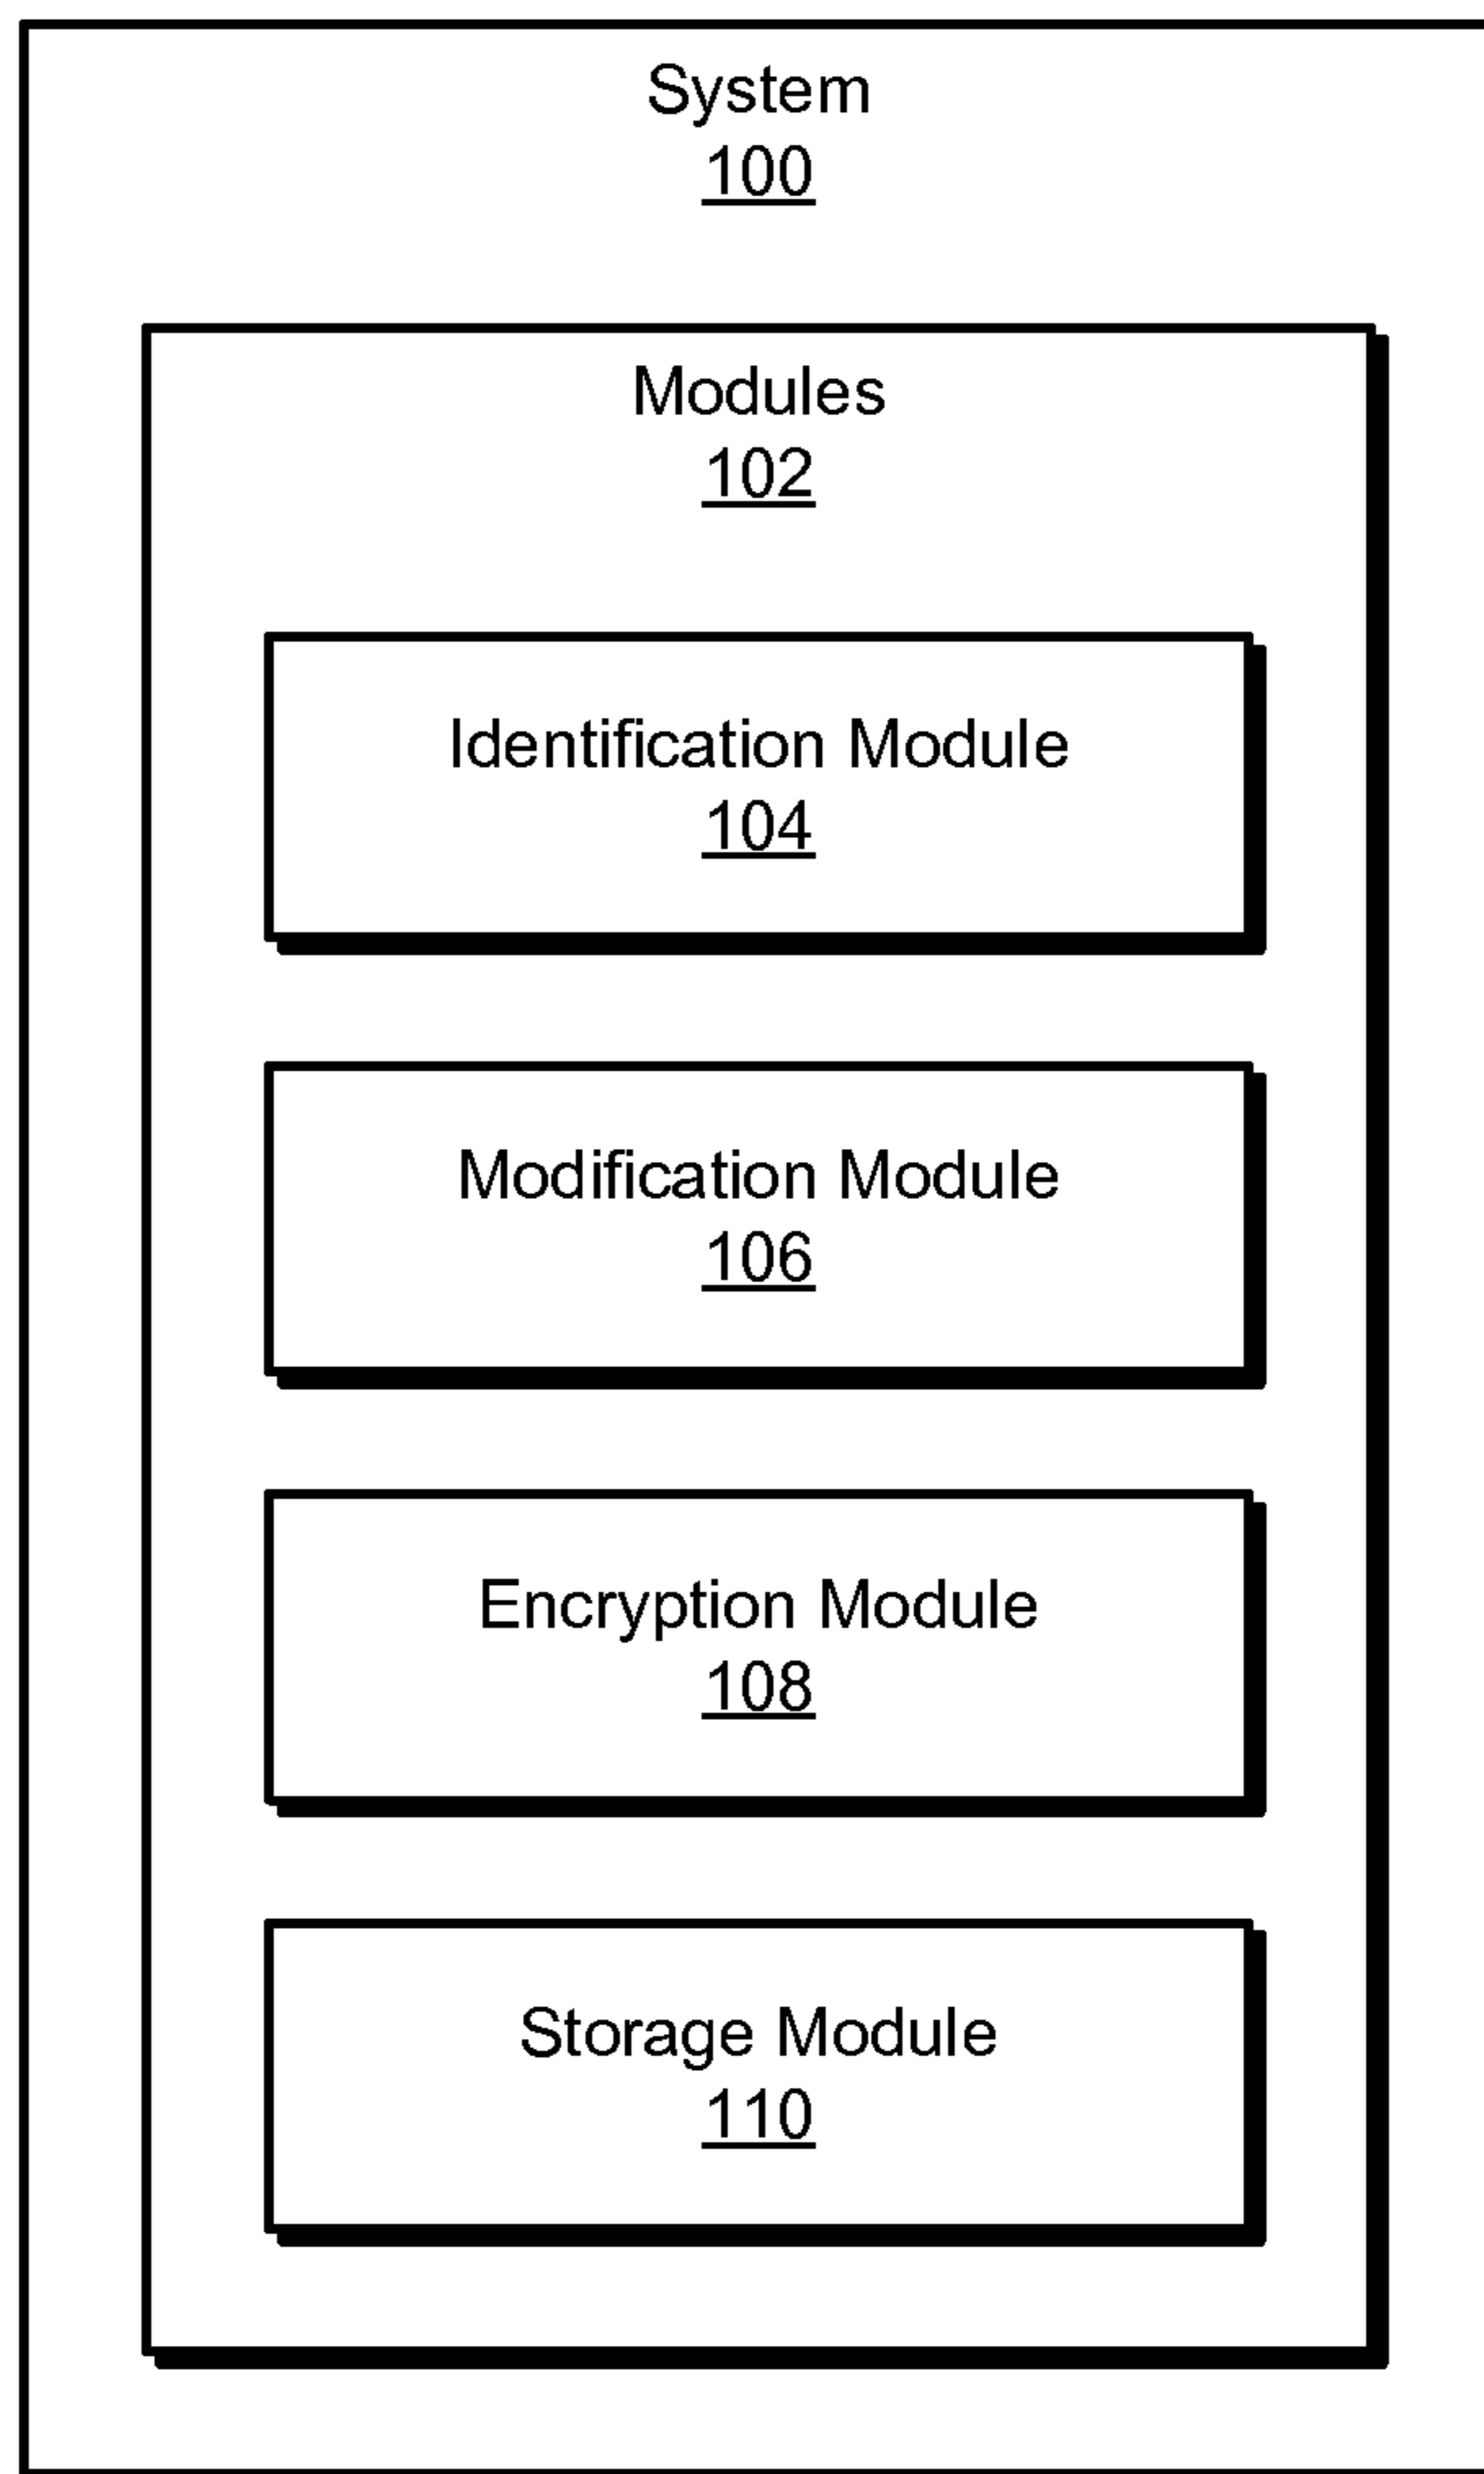 System
100
Modules
102
Identification Module
104
Modification Module
106
Encryption Module
108
Storage Module
110